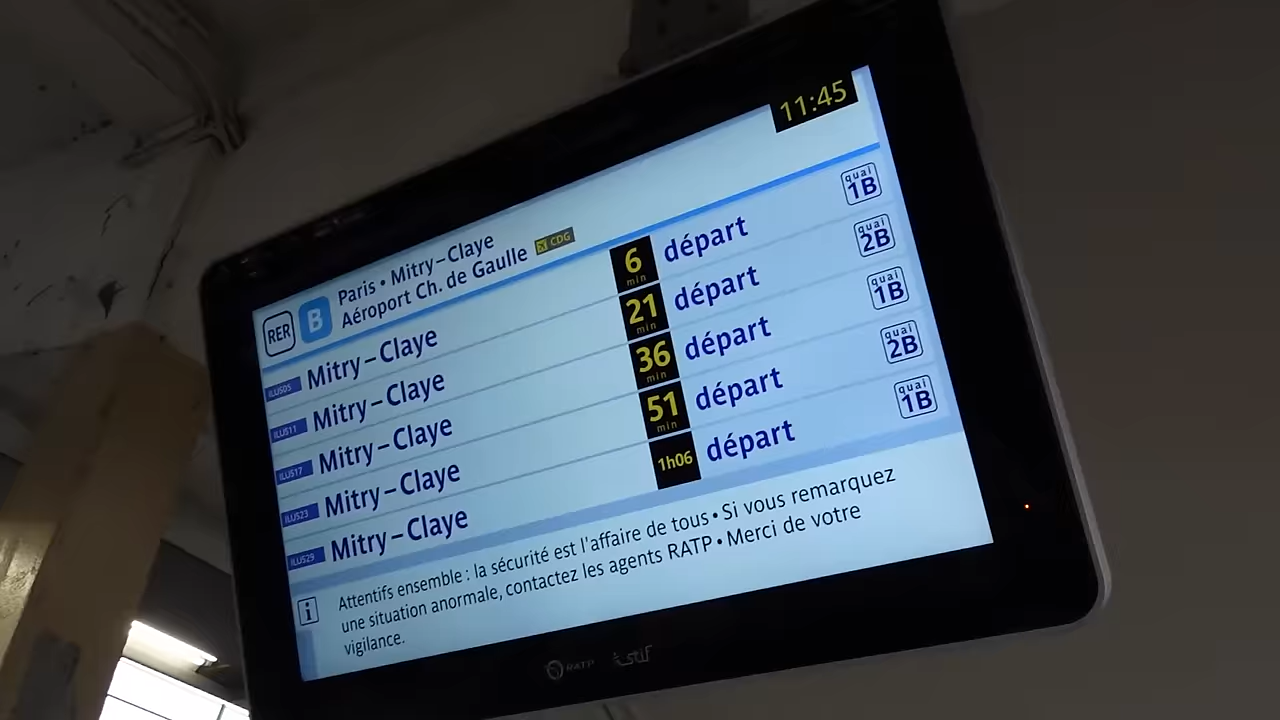 11:45
RER B Paris • Mitry–Claye
Aéroport Ch. de Gaulle CDG
ILUS05 Mitry–Claye 6 min départ quai 1B
ILUS11 Mitry–Claye 21 min départ quai 2B
ILUS17 Mitry–Claye 36 min départ quai 1B
ILUS23 Mitry–Claye 51 min départ quai 2B
ILUS29 Mitry–Claye 1h06 départ quai 1B
i Attentifs ensemble : la sécurité est l'affaire de tous • Si vous remarquez
une situation anormale, contactez les agents RATP • Merci de votre
vigilance.
RATP stif